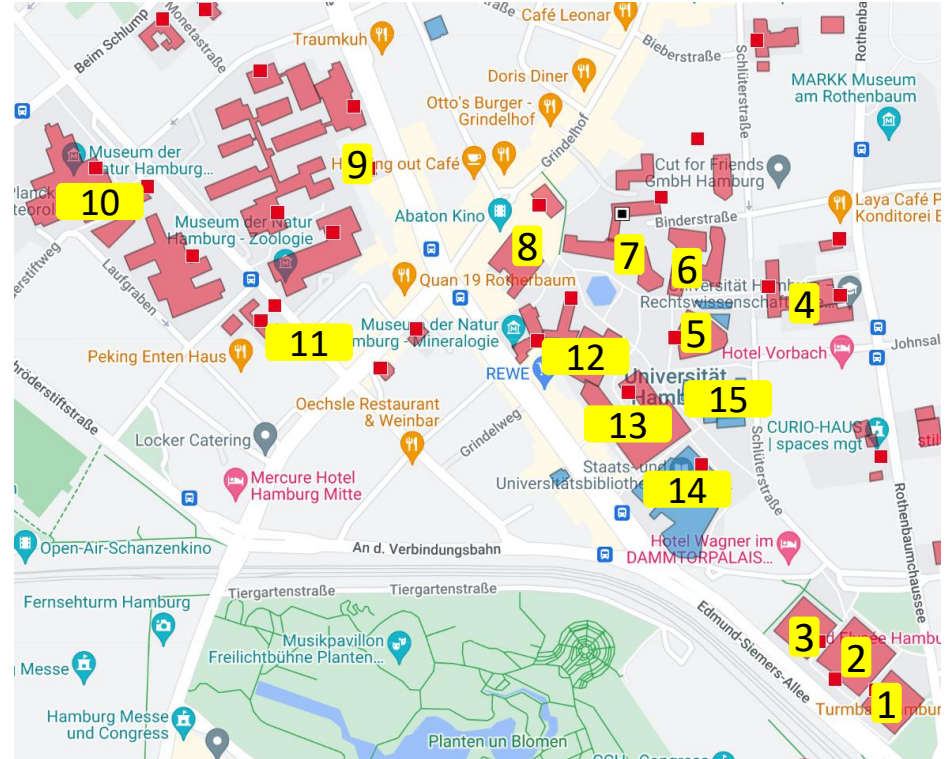 Café Leonar
Monetastraße
Traumkuh
Rothenba
Beim Schlump
Bieberstraße
Schlüterstraße
Doris Diner
MARKK Museum
am Rothenbaum
Otto's Burger -
Grindelhof
Grindelhof
Museum der
Natur Hamburg...
9
Café
Cut for Friends
GmbH Hamburg
10
Laya Café P
Konditorei E
Abaton Kino
Binderstraße
Museum der Natur
Hamburg - Zoologie
8
7
6
Laufgraben
Quan 19 Rotherbaum
Universität
Rechtswissenschaft
4
11
Museum der Natur
Hamburg - Mineralogie
5
Peking Enten Haus
12
Hotel Vorbach
Johnsal
REWE
Universität
Hamb
15
Schröderstiftstraße
Oechsle Restaurant
& Weinbar
13
Grindelweg
CURIO-HAUS
| spaces mgt
Locker Catering
Staats- und
Universitätsbibliothe
14
Schlüterstraße
Mercure Hotel
Hamburg Mitte
Rothenbaumchaussee
Open-Air-Schanzenkino
An d. Verbindungsbahn
Hotel Wagner im
DAMMTORPALAIS...
Tiergartenstraße
Tiergartenstraße
Fernsehturm Hamburg
Edmund-Siemers-Allee
Musikpavillon
Freilichtbühne Planten...
3
Elysée Hambu
Messe
2
1
Hamburg Messe
und Congress
Planten un Blomen